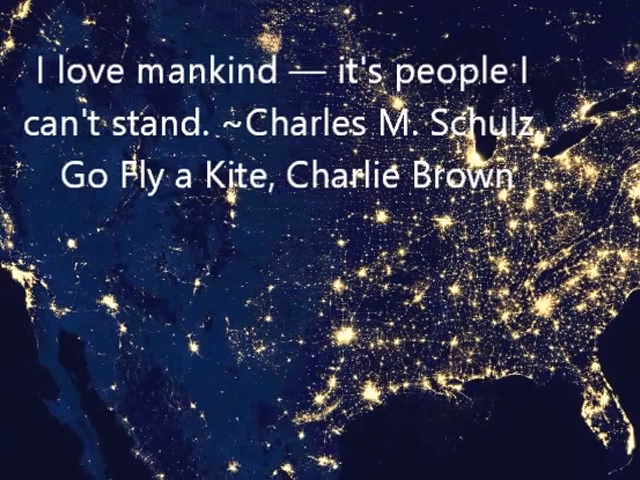 I love mankind — it's people I
can't stand. ~Charles M. Schulz,
Go Fly a Kite, Charlie Brown